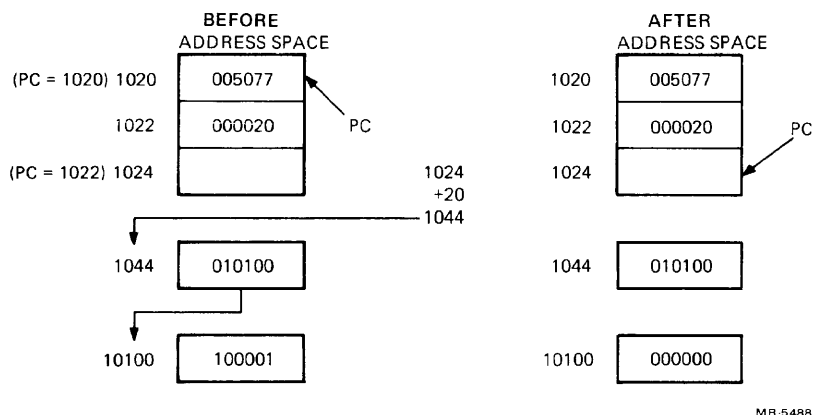 BEFORE
ADDRESS SPACE
(PC = 1020) 1020 005077
1022 000020 PC
(PC = 1022) 1024
1024
+20
1044
1044 010100
10100 100001
AFTER
ADDRESS SPACE
1020 005077
1022 000020 PC
1024
1044 010100
10100 000000
MR-5488